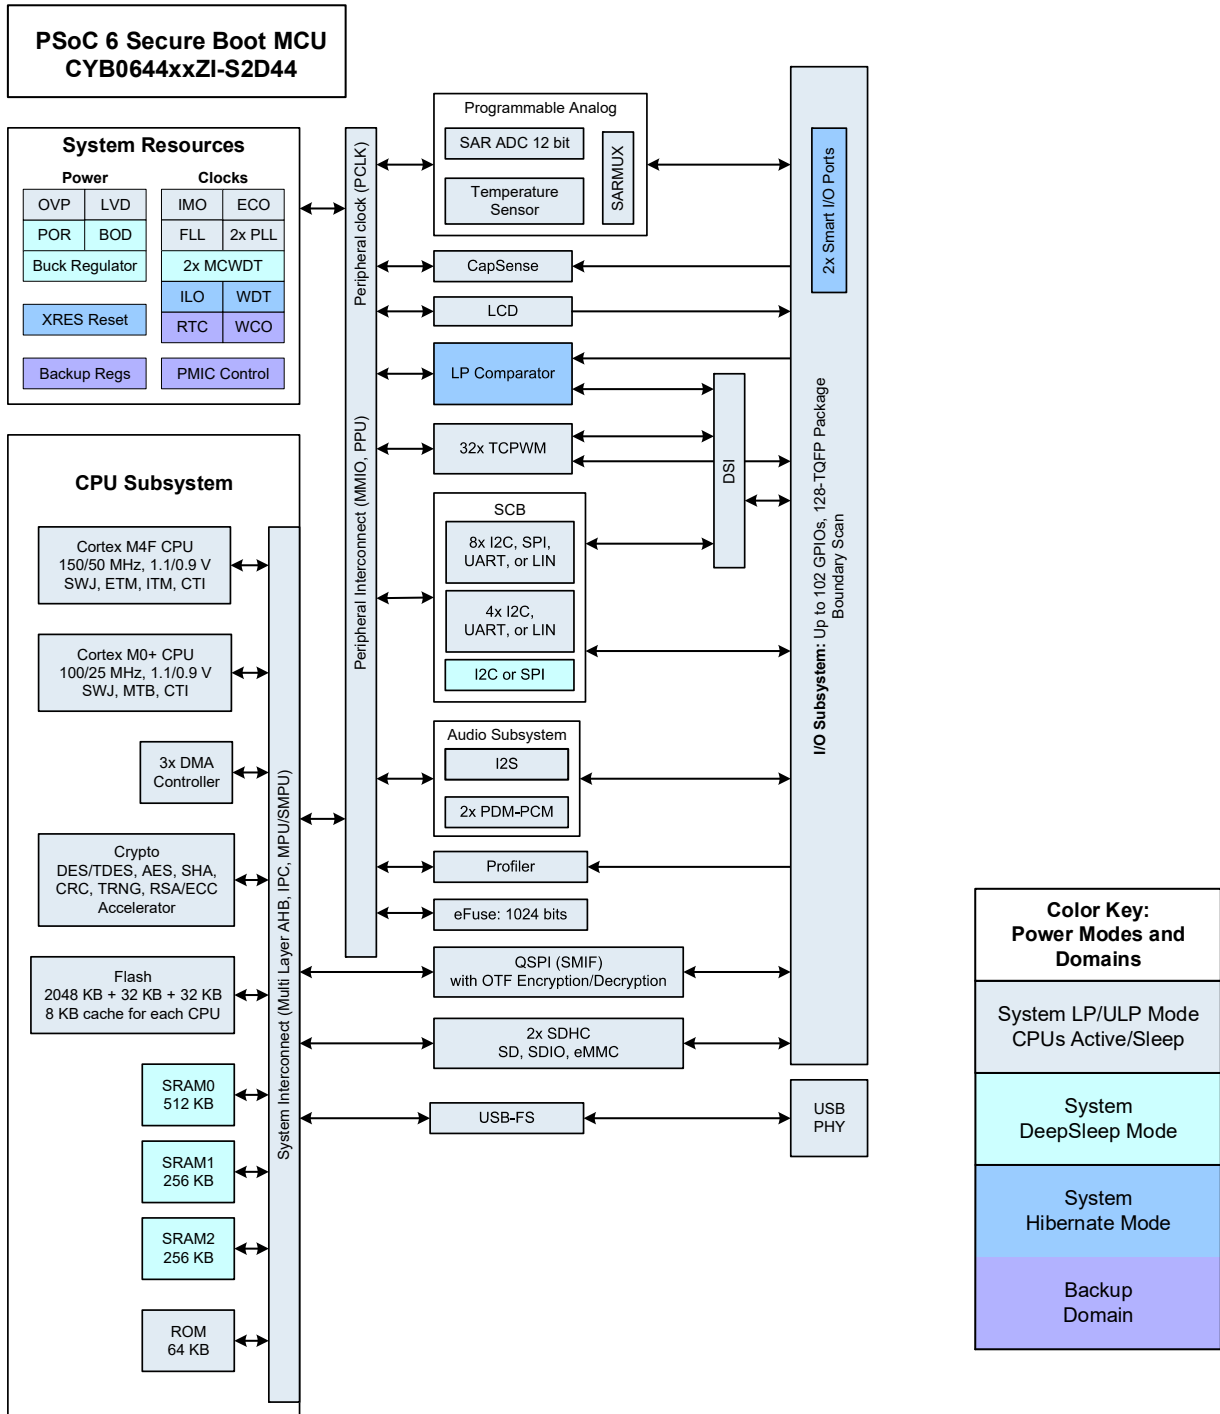 PSoC 6 Secure Boot MCU
CYB0644xxZI-S2D44
System Resources
Power
Clocks
OVP
LVD
IMO
ECO
POR
BOD
FLL
2x PLL
Buck Regulator
2x MCWDT
ILO
WDT
XRES Reset
RTC
WCO
Backup Regs
PMIC Control
CPU Subsystem
Cortex M4F CPU
150/50 MHz, 1.1/0.9 V
SWJ, ETM, ITM, CTI
Cortex M0+ CPU
100/25 MHz, 1.1/0.9 V
SWJ, MTB, CTI
3x DMA
Controller
Crypto
DES/TDES, AES, SHA,
CRC, TRNG, RSA/ECC
Accelerator
Flash
2048 KB + 32 KB + 32 KB
8 KB cache for each CPU
SRAM0
512 KB
SRAM1
256 KB
SRAM2
256 KB
ROM
64 KB
System Interconnect (Multi Layer AHB, IPC, MPU/SMPU)
Peripheral clock (PCLK)
Peripheral Interconnect (MMIO, PPU)
Programmable Analog
SAR ADC 12 bit
Temperature
Sensor
SARMUX
CapSense
LCD
LP Comparator
32x TCPWM
DSI
SCB
8x I2C, SPI,
UART, or LIN
4x I2C,
UART, or LIN
I2C or SPI
Audio Subsystem
I2S
2x PDM-PCM
Profiler
eFuse: 1024 bits
QSPI (SMIF)
with OTF Encryption/Decryption
2x SDHC
SD, SDIO, eMMC
USB-FS
2x Smart I/O Ports
I/O Subsystem: Up to 102 GPIOs, 128-TQFP Package
Boundary Scan
USB
PHY
Color Key:
Power Modes and
Domains
System LP/ULP Mode
CPUs Active/Sleep
System
DeepSleep Mode
System
Hibernate Mode
Backup
Domain